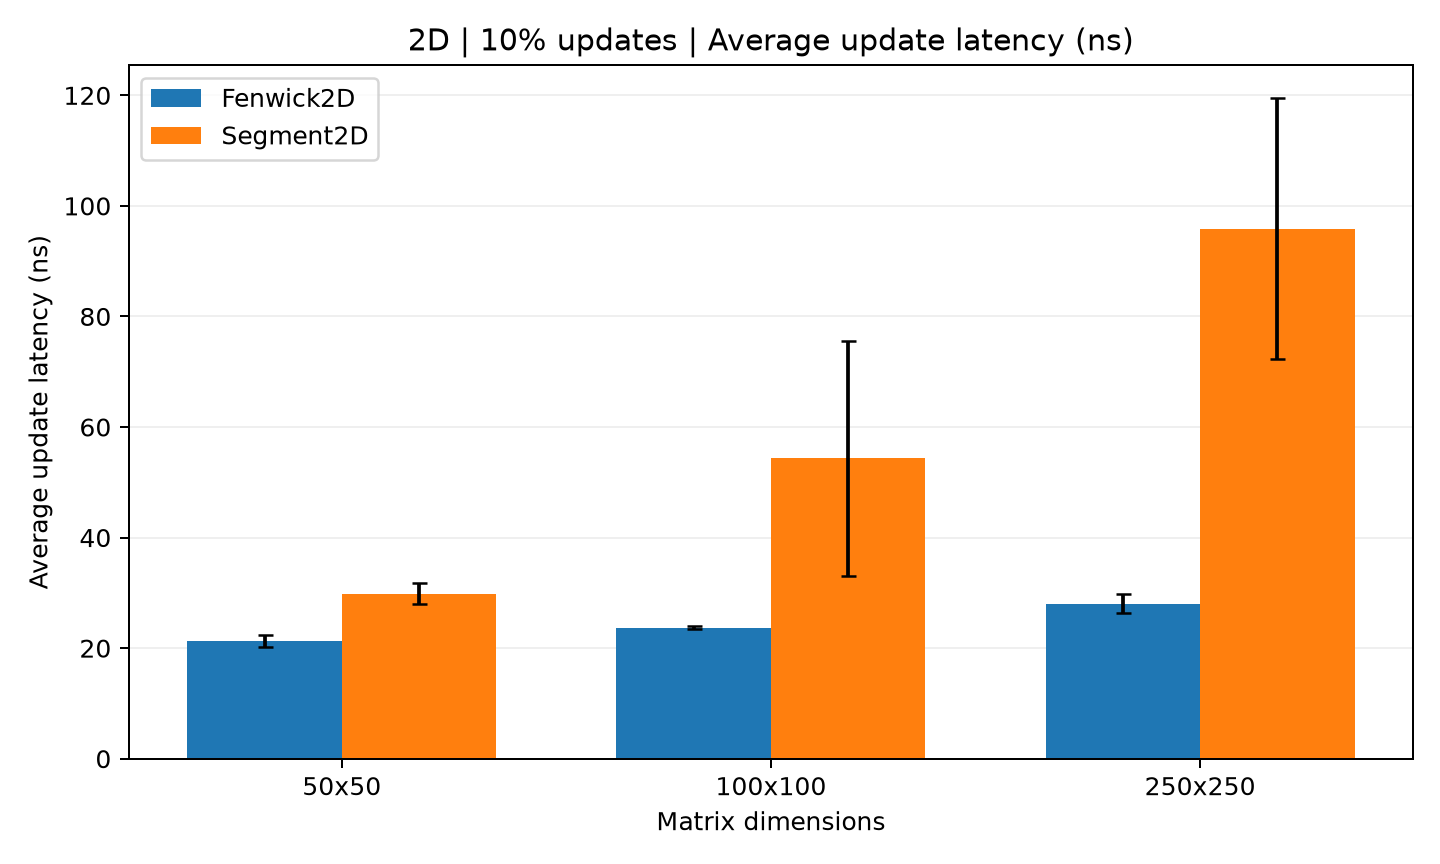 2D | 10% updates | Average update latency (ns)
Fenwick2D
Segment2D
Average update latency (ns)
120
100
80
60
40
20
0
50x50
100x100
250x250
Matrix dimensions